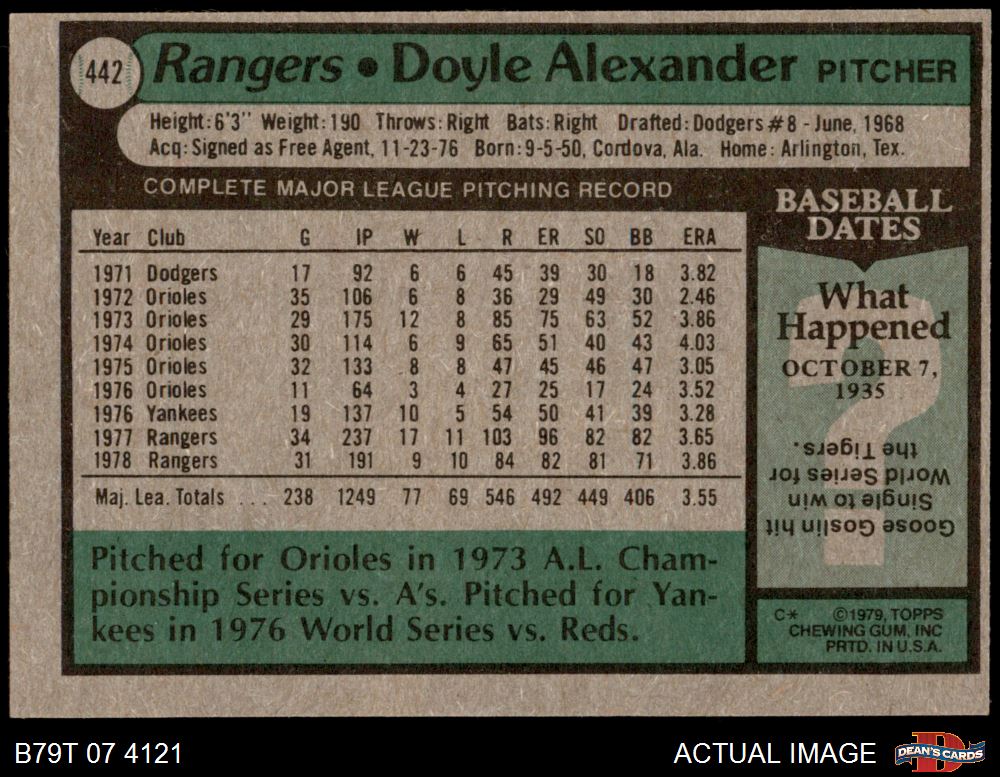 442
Rangers • Doyle Alexander PITCHER
Height: 6'3" Weight: 190 Throws: Right Bats: Right Drafted: Dodgers #8 - June, 1968
Acq: Signed as Free Agent, 11-23-76 Born: 9-5-50, Cordova, Ala. Home: Arlington, Tex.
COMPLETE MAJOR LEAGUE PITCHING RECORD
Year Club G IP W L R ER SO BB ERA
1971 Dodgers 17 92 6 6 45 39 30 18 3.82
1972 Orioles 35 106 6 8 36 29 49 30 2.46
1973 Orioles 29 175 12 8 85 75 63 52 3.86
1974 Orioles 30 114 6 9 65 51 40 43 4.03
1975 Orioles 32 133 8 8 47 45 46 47 3.05
1976 Orioles 11 64 3 4 27 25 17 24 3.52
1976 Yankees 19 137 10 5 54 50 41 39 3.28
1977 Rangers 34 237 17 11 103 96 82 82 3.65
1978 Rangers 31 191 9 10 84 82 81 71 3.86
Maj. Lea. Totals ... 238 1249 77 69 546 492 449 406 3.55
Pitched for Orioles in 1973 A.L. Cham-
pionship Series vs. A's. Pitched for Yan-
kees in 1976 World Series vs. Reds.
BASEBALL
DATES
What
Happened
OCTOBER 7,
1935
?
Goose Goslin hit
Single to win
World Series for
the Tigers.
C* ©1979, TOPPS
CHEWING GUM, INC
PRTD. IN U.S.A.
B79T 07 4121
ACTUAL IMAGE
D
DEAN'S CARDS